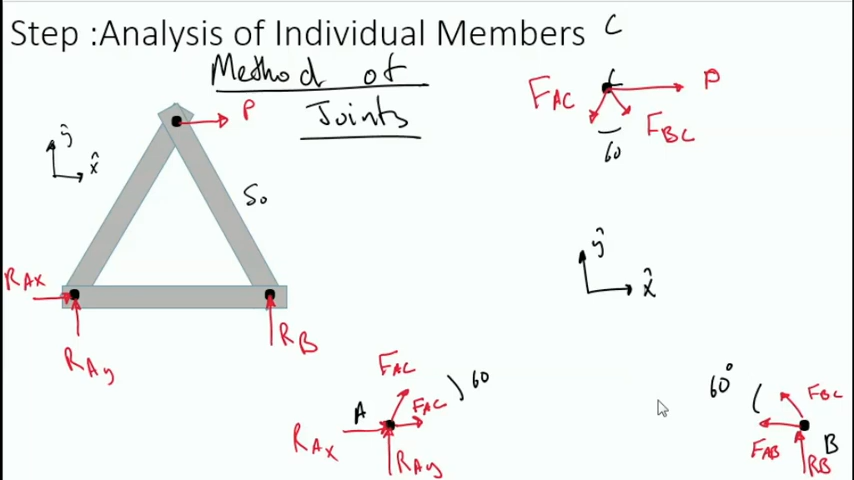 Step :Analysis of Individual Members
C
Method of
Joints
P
ŷ
x̂
So
RAX
RAy
RB
C
P
FAC
FBC
60
ŷ
x̂
FAC
60
A
FAC
RAX
RAy
60°
FBC
FAB
B
RB